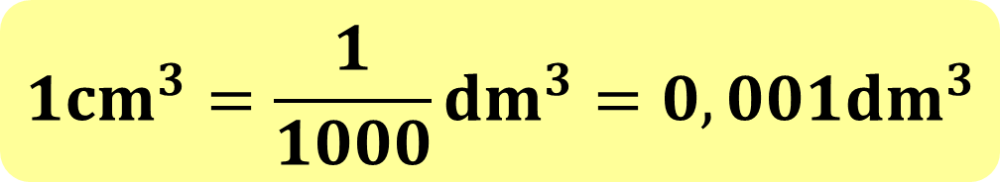 1cm³ = 1/1000 dm³ = 0,001dm³